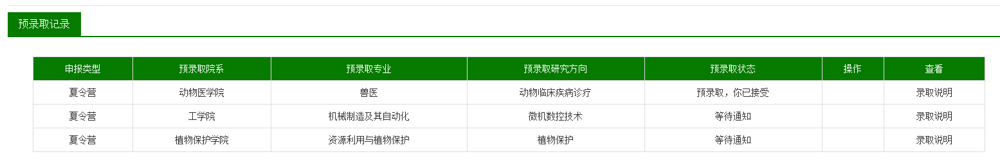 预录取记录
申报类型 预录取院系 预录取专业 预录取研究方向 预录取状态 操作 查看
夏令营 动物医学院 兽医 动物临床疾病诊疗 预录取，你已接受 录取说明
夏令营 工学院 机械制造及其自动化 微机数控技术 等待通知 录取说明
夏令营 植物保护学院 资源利用与植物保护 植物保护 等待通知 录取说明